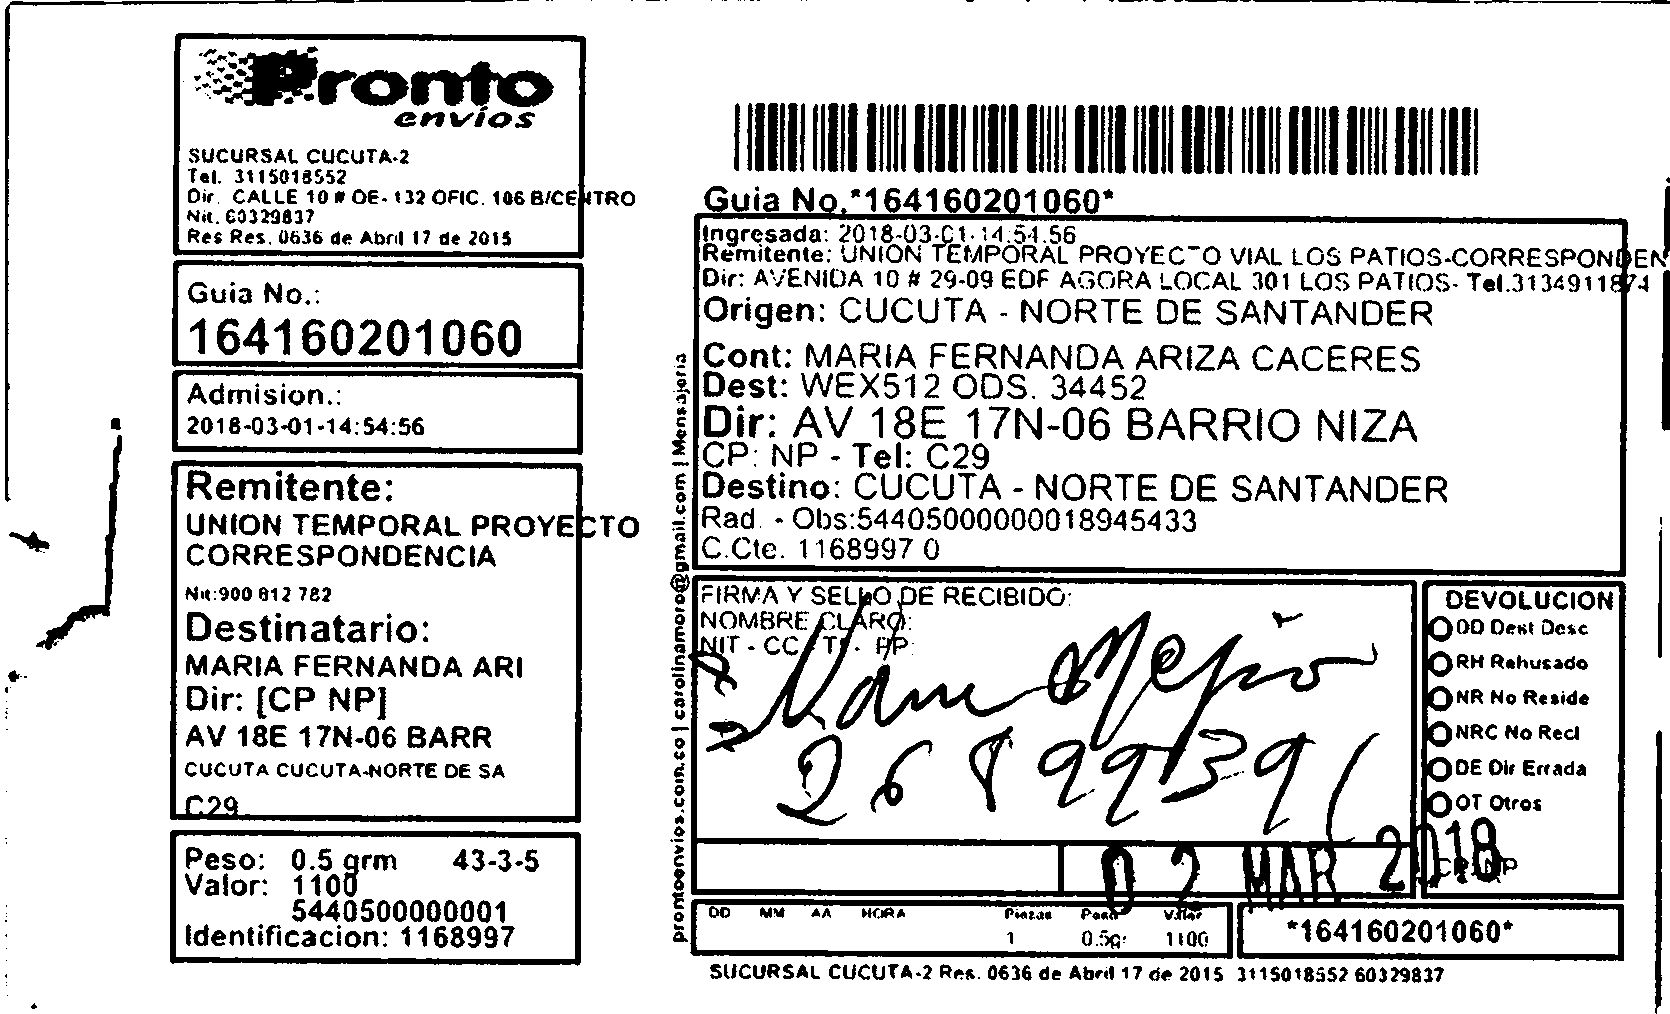 Pronto
envios
SUCURSAL CUCUTA-2
Tel. 3115018552
Dir. CALLE 10 # OE-132 OFIC. 106 B/CENTRO
Nit. 60329837
Res Res. 0636 de Abril 17 de 2015
Guia No.:
164160201060
Admision.:
2018-03-01-14:54:56
Remitente:
UNION TEMPORAL PROYECTO
CORRESPONDENCIA
Nit:900 812 782
Destinatario:
MARIA FERNANDA ARI
Dir: [CP NP]
AV 18E 17N-06 BARR
CUCUTA CUCUTA-NORTE DE SA
C29
Peso: 0.5 grm 43-3-5
Valor: 1100
5440500000001
Identificacion: 1168997
prontoenvios.com.co | carolinamoro@gmail.com | Mensajeria
Guia No.*164160201060*
Ingresada: 2018-03-01-14.54.56
Remitente: UNION TEMPORAL PROYECTO VIAL LOS PATIOS-CORRESPONDEN
Dir: AVENIDA 10 # 29-09 EDF AGORA LOCAL 301 LOS PATIOS- Tel.3134911874
Origen: CUCUTA - NORTE DE SANTANDER
Cont: MARIA FERNANDA ARIZA CACERES
Dest: WEX512 ODS. 34452
Dir: AV 18E 17N-06 BARRIO NIZA
CP: NP - Tel: C29
Destino: CUCUTA - NORTE DE SANTANDER
Rad. - Obs:544050000000018945433
C.Cte. 1168997 0
FIRMA Y SELLO DE RECIBIDO:
NOMBRE CLARO:
NIT - CC - TI - PP:
Mejia
02 MAR 2018
DEVOLUCION
DD Dest Desc
RH Rehusado
NR No Reside
NRC No Recl
DE Dir Errada
OT Otros
CP: NP
DD MM AA HORA Piezas Peso Valor
1 0.5gr 1100
*164160201060*
SUCURSAL CUCUTA-2 Res. 0636 de Abril 17 de 2015 3115018552 60329837